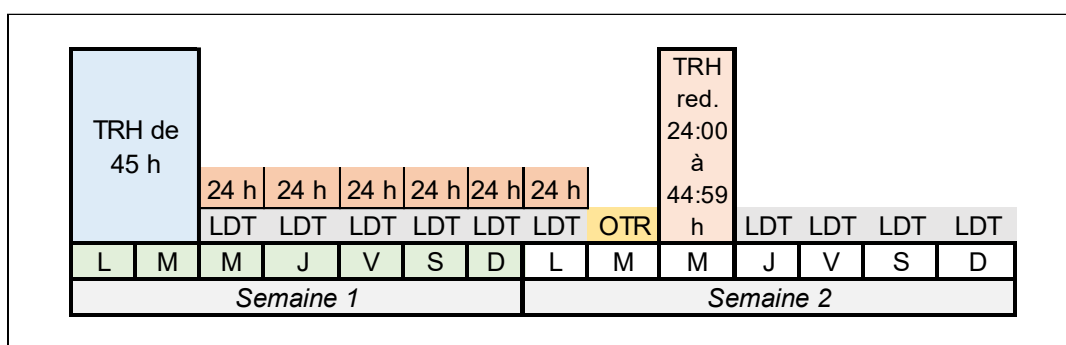 TRH de
45 h
TRH
red.
24:00
à
44:59
h
24 h 24 h 24 h 24 h 24 h 24 h
LDT LDT LDT LDT LDT LDT OTR LDT LDT LDT LDT
L M M J V S D L M M J V S D
Semaine 1 Semaine 2